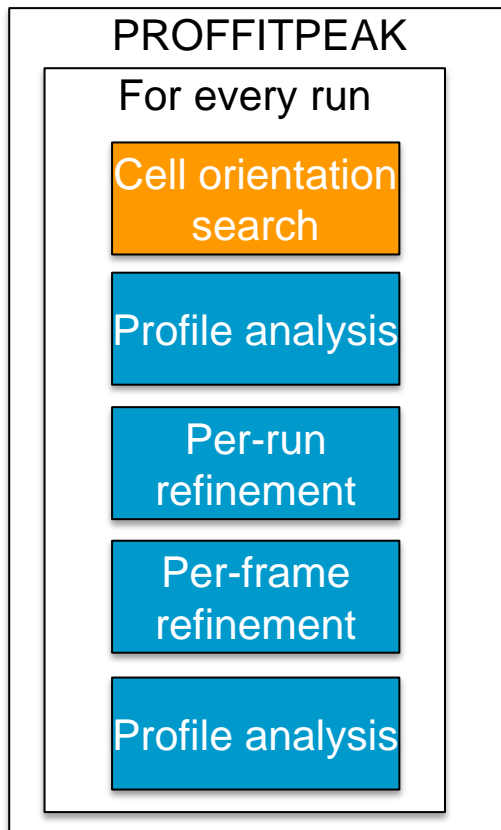 PROFFITPEAK
For every run
Cell orientation
search
Profile analysis
Per-run
refinement
Per-frame
refinement
Profile analysis